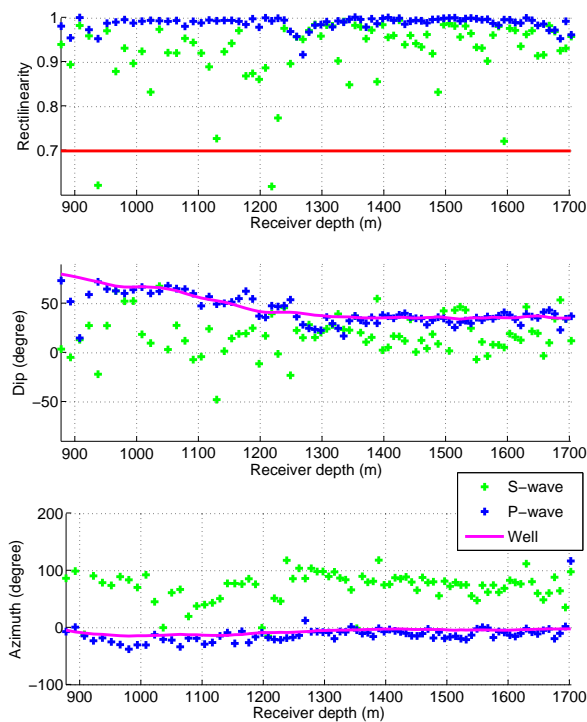 1
0.9
0.8
0.7
Rectilinearity
900 1000 1100 1200 1300 1400 1500 1600 1700
Receiver depth (m)
50
0
−50
Dip (degree)
900 1000 1100 1200 1300 1400 1500 1600 1700
Receiver depth (m)
S−wave
P−wave
Well
200
100
0
−100
Azimuth (degree)
900 1000 1100 1200 1300 1400 1500 1600 1700
Receiver depth (m)